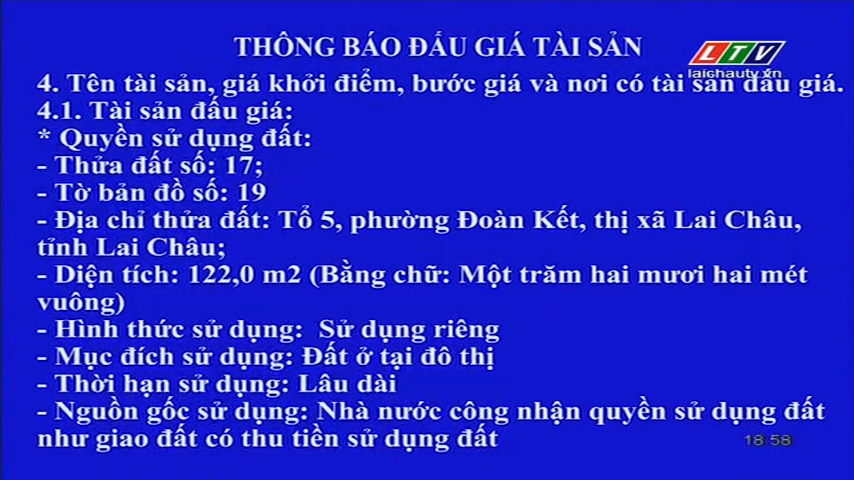 THÔNG BÁO ĐẤU GIÁ TÀI SẢN
LTV
laichautv.vn
4. Tên tài sản, giá khởi điểm, bước giá và nơi có tài sản đấu giá.
4.1. Tài sản đấu giá:
* Quyền sử dụng đất:
- Thửa đất số: 17;
- Tờ bản đồ số: 19
- Địa chỉ thửa đất: Tổ 5, phường Đoàn Kết, thị xã Lai Châu,
tỉnh Lai Châu;
- Diện tích: 122,0 m2 (Bằng chữ: Một trăm hai mươi hai mét
vuông)
- Hình thức sử dụng: Sử dụng riêng
- Mục đích sử dụng: Đất ở tại đô thị
- Thời hạn sử dụng: Lâu dài
- Nguồn gốc sử dụng: Nhà nước công nhận quyền sử dụng đất
như giao đất có thu tiền sử dụng đất
18 58